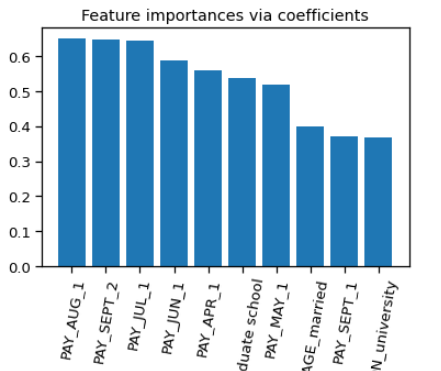 Feature importances via coefficients
0.6
0.5
0.4
0.3
0.2
0.1
0.0
PAY_AUG_1
PAY_SEPT_2
PAY_JUL_1
PAY_JUN_1
PAY_APR_1
duate school
PAY_MAY_1
AGE_married
PAY_SEPT_1
N_university